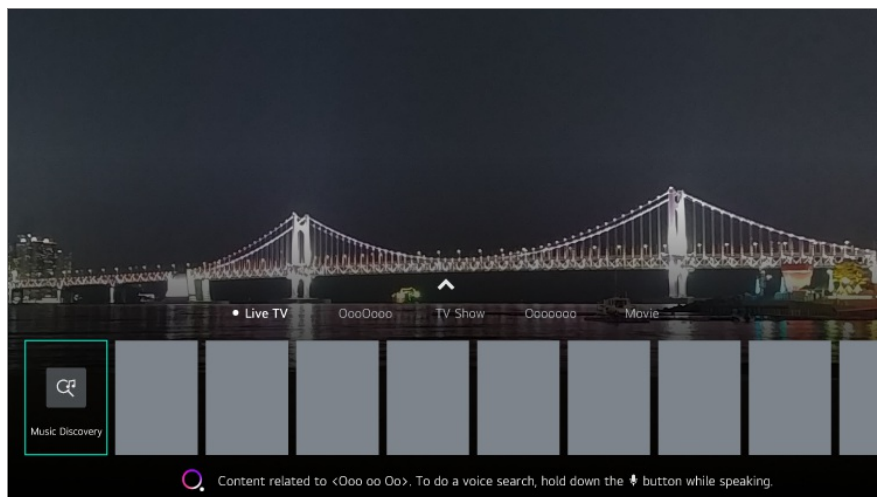 Live TV OooOooo TV Show Ooooooo Movie
Music Discovery
Content related to <Ooo oo Oo>. To do a voice search, hold down the button while speaking.